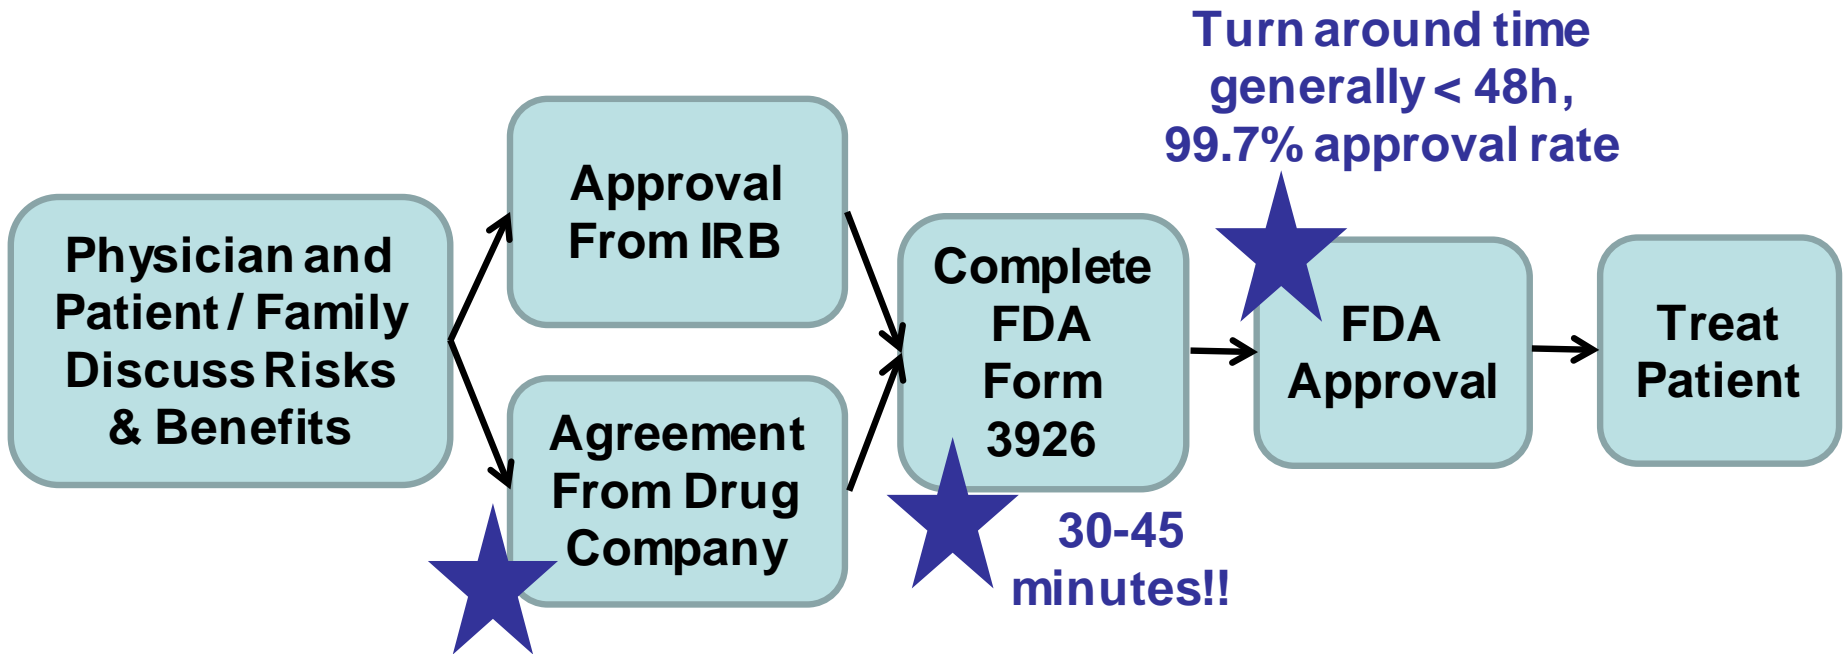 Physician and
Patient / Family
Discuss Risks
& Benefits
Approval
From IRB
Agreement
From Drug
Company
Complete
FDA
Form
3926
30-45
minutes!!
Turn around time
generally < 48h,
99.7% approval rate
FDA
Approval
Treat
Patient